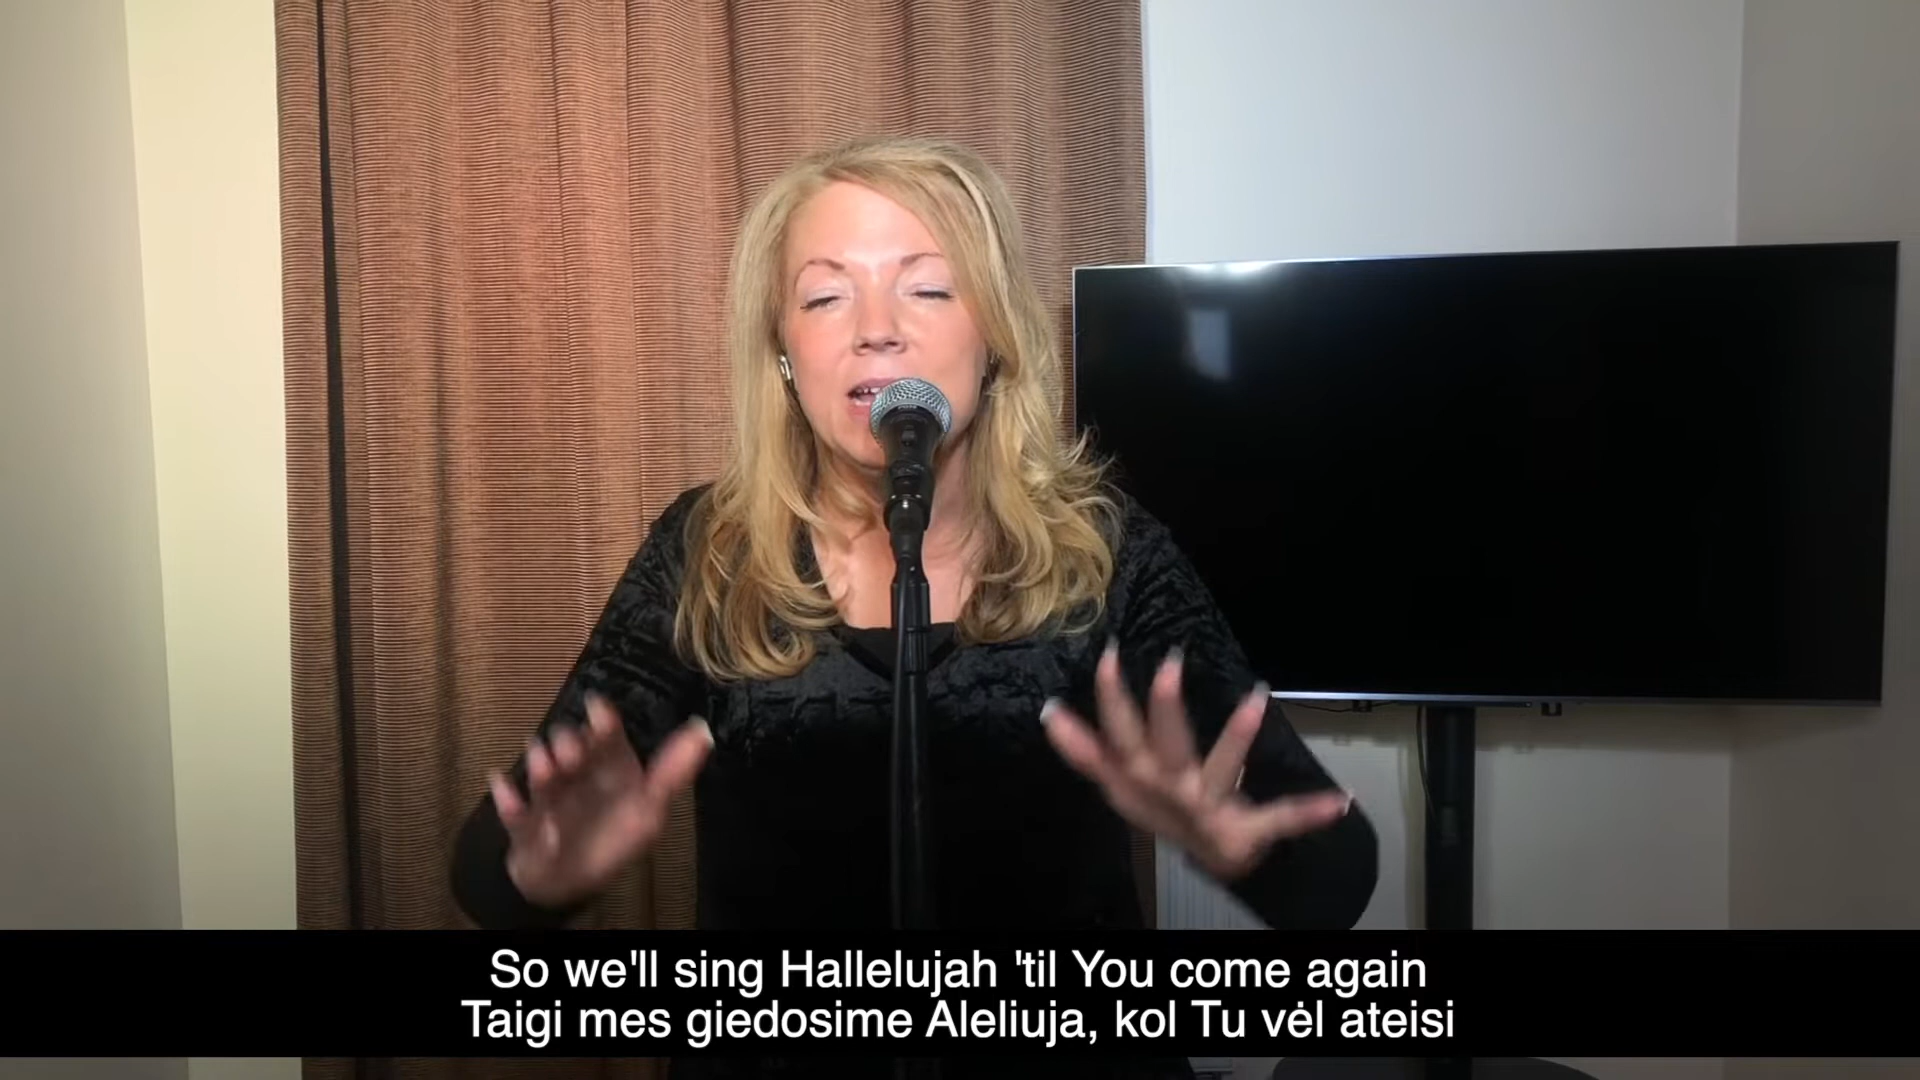 So we'll sing Hallelujah 'til You come again
Taigi mes giedosime Aleliuja, kol Tu vėl ateisi